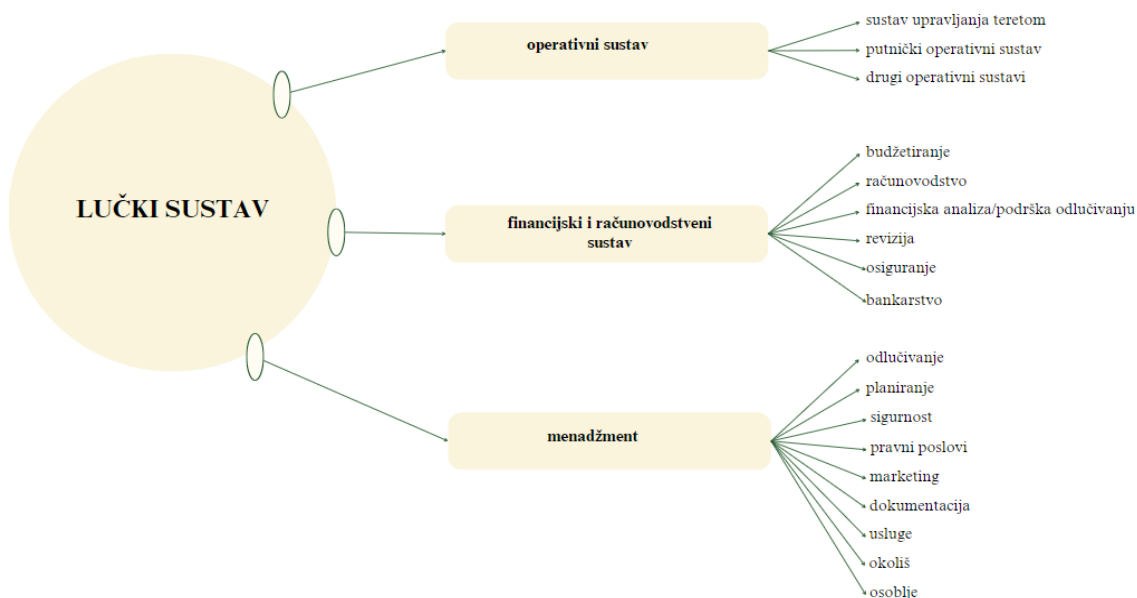 LUČKI SUSTAV
operativni sustav
sustav upravljanja teretom
putnički operativni sustav
drugi operativni sustavi
financijski i računovodstveni
sustav
budžetiranje
računovodstvo
financijska analiza/podrška odlučivanju
revizija
osiguranje
bankarstvo
menadžment
odlučivanje
planiranje
sigurnost
pravni poslovi
marketing
dokumentacija
usluge
okoliš
osoblje